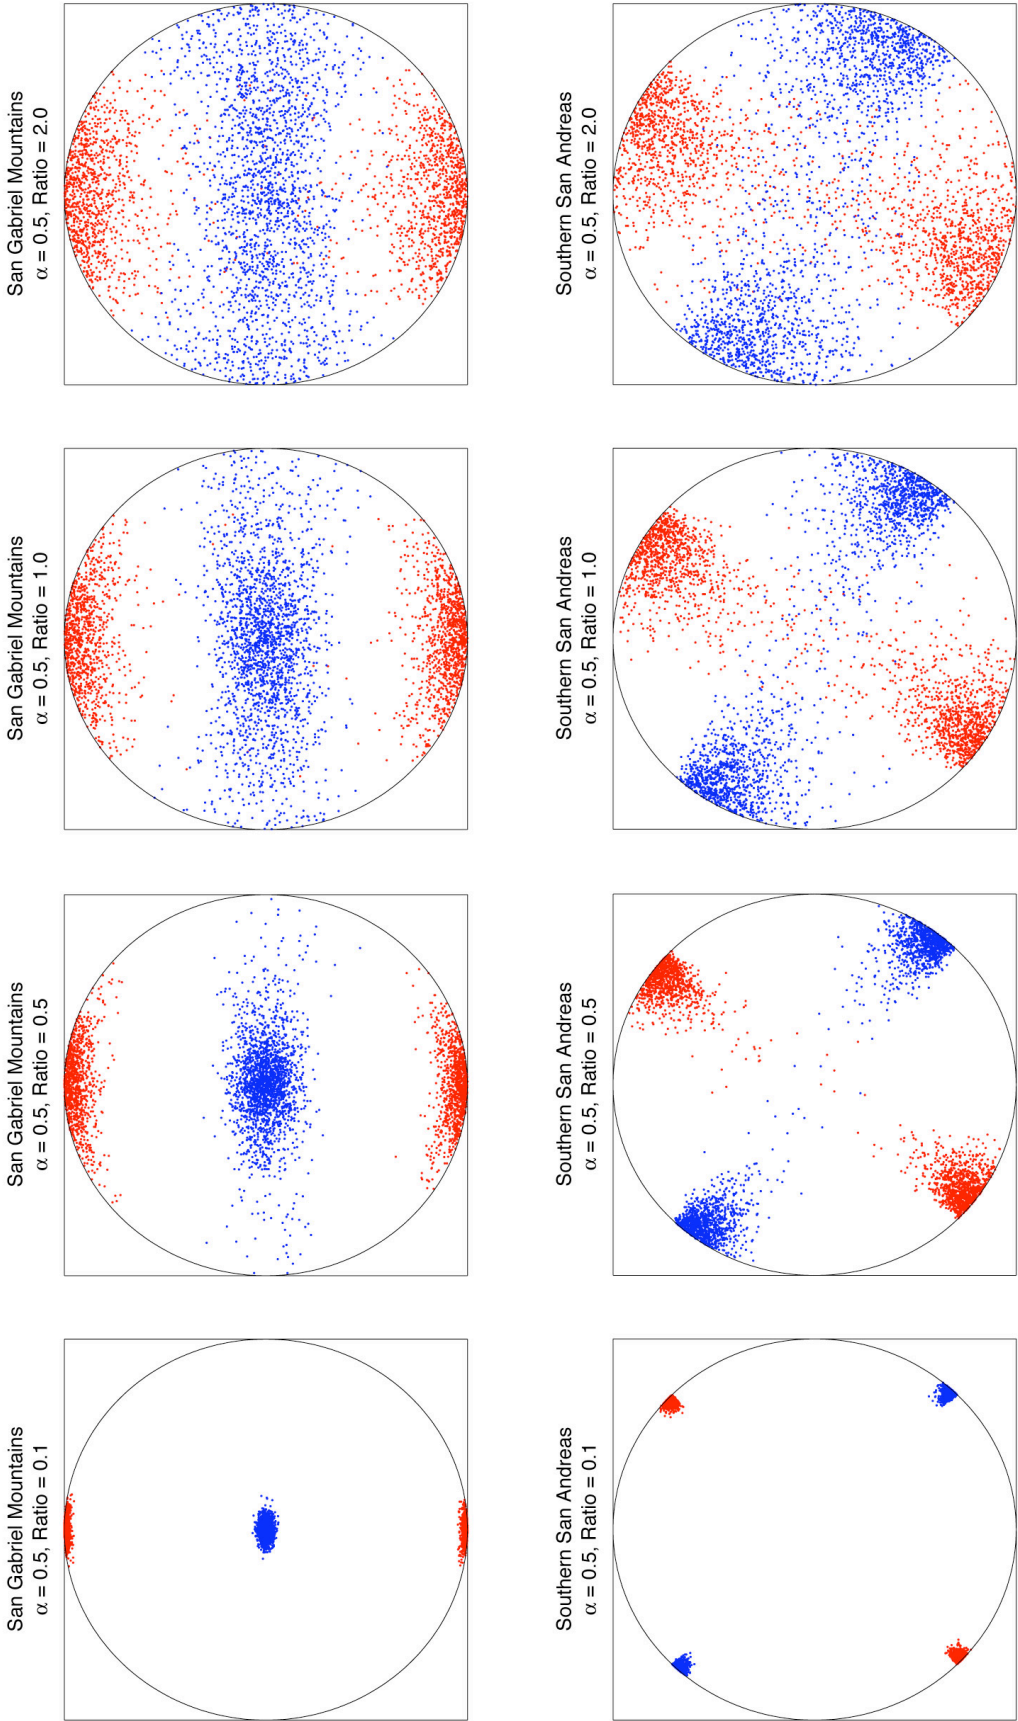 San Gabriel Mountains
α = 0.5, Ratio = 0.1
San Gabriel Mountains
α = 0.5, Ratio = 0.5
San Gabriel Mountains
α = 0.5, Ratio = 1.0
San Gabriel Mountains
α = 0.5, Ratio = 2.0
Southern San Andreas
α = 0.5, Ratio = 0.1
Southern San Andreas
α = 0.5, Ratio = 0.5
Southern San Andreas
α = 0.5, Ratio = 1.0
Southern San Andreas
α = 0.5, Ratio = 2.0